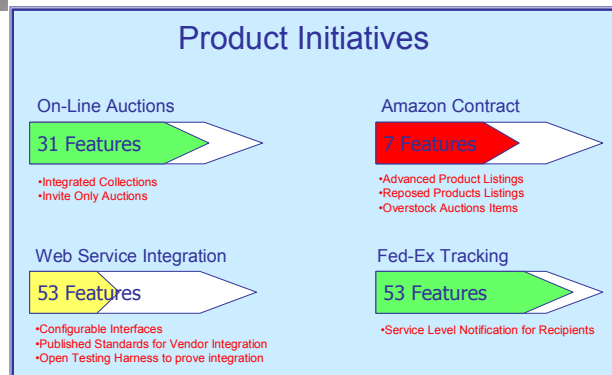 Product Initiatives
On-Line Auctions
31 Features
•Integrated Collections
•Invite Only Auctions
Amazon Contract
7 Features
•Advanced Product Listings
•Reposed Products Listings
•Overstock Auctions Items
Web Service Integration
53 Features
•Configurable Interfaces
•Published Standards for Vendor Integration
•Open Testing Harness to prove integration
Fed-Ex Tracking
53 Features
•Service Level Notification for Recipients